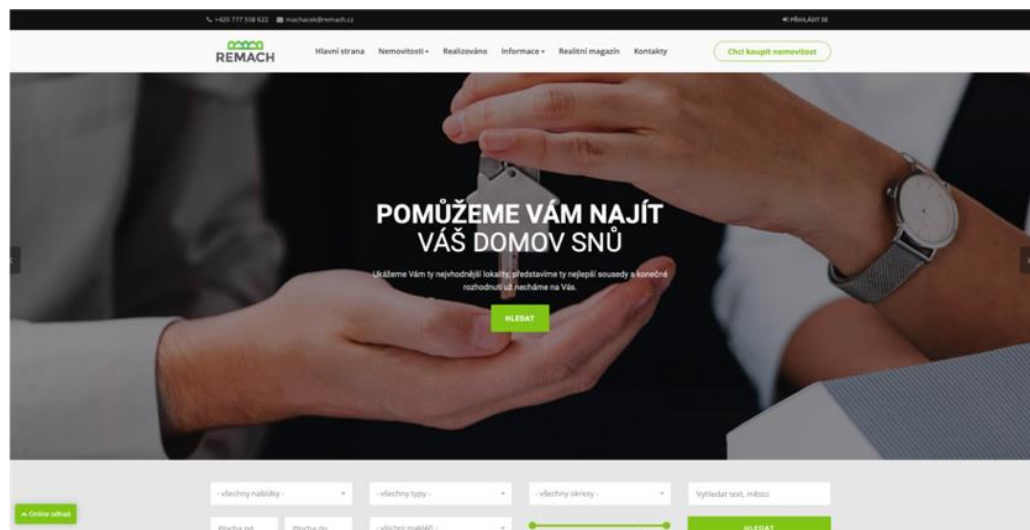 +420 777 558 622 machacek@remach.cz PŘIHLÁSIT SE
REMACH
Hlavní strana Nemovitosti Realizováno Informace Realitní magazín Kontakty Chci koupit nemovitost
POMŮŽEME VÁM NAJÍT
VÁŠ DOMOV SNŮ
Ukážeme Vám ty nejvhodnější lokality, představíme ty nejlepší sousedy a konečné
rozhodnutí už necháme na Vás.
HLEDAT
- všechny nabídky - - všechny typy - - všechny okresy - Vyhledat text, město
Online odhad
Plocha od Plocha do - všichni makléři - HLEDAT